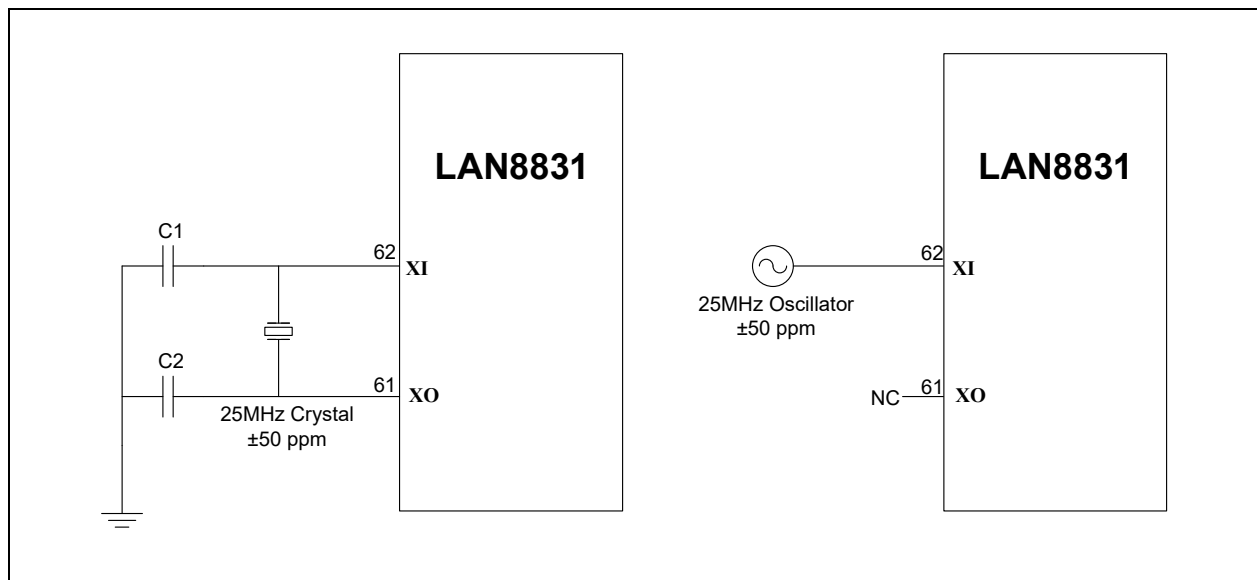 LAN8831
C1
62
XI
C2
61
XO
25MHz Crystal
±50 ppm
LAN8831
62
XI
25MHz Oscillator
±50 ppm
NC
61
XO